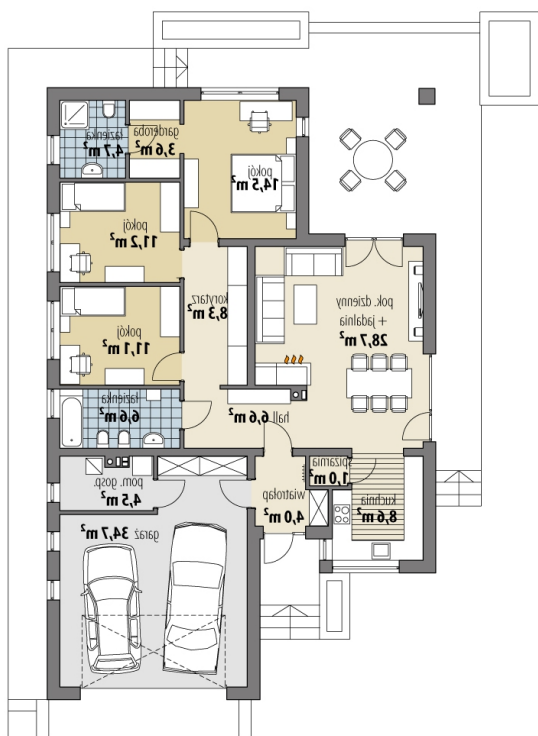 łazienka
4,7 m²
garderoba
3,6 m²
pokój
14,5 m²
pokój
11,2 m²
korytarz
8,3 m²
pok. dzienny
+ jadalnia
28,7 m²
pokój
11,1 m²
łazienka
6,6 m²
6,6 m²
hall
pom. gosp.
4,5 m²
wiatrołap
4,0 m²
spiżarnia
1,0 m²
kuchnia
8,6 m²
34,7 m²
garaż